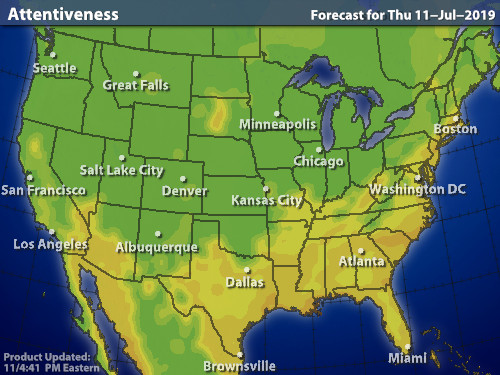 Attentiveness
Forecast for Thu 11-Jul-2019
Seattle
Great Falls
Minneapolis
Boston
Chicago
Salt Lake City
San Francisco
Denver
Washington DC
Kansas City
Los Angeles
Albuquerque
Atlanta
Dallas
Product Updated:
11/4:41 PM Eastern
Miami
Brownsville